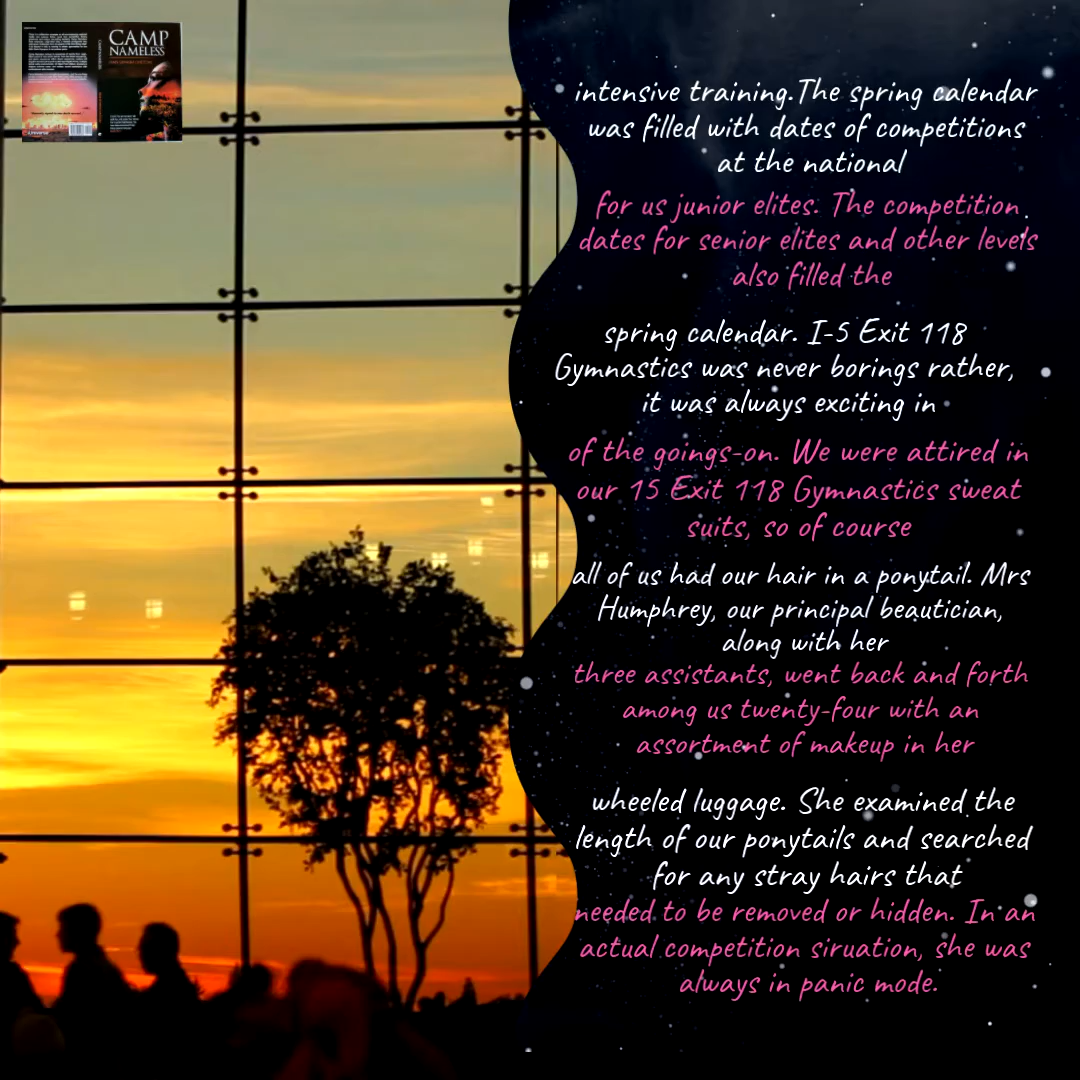 CAMP
NAMELESS
intensive training.The spring calendar
was filled with dates of competitions
at the national
for us junior elites. The competition
dates for senior elites and other levels
also filled the
spring calendar. I-5 Exit 118
Gymnastics was never borings rather,
it was always exciting in
of the goings-on. We were attired in
our 15 Exit 118 Gymnastics sweat
suits, so of course
all of us had our hair in a ponytail. Mrs
Humphrey, our principal beautician,
along with her
three assistants, went back and forth
among us twenty-four with an
assortment of makeup in her
wheeled luggage. She examined the
length of our ponytails and searched
for any stray hairs that
needed to be removed or hidden. In an
actual competition siruation, she was
always in panic mode.